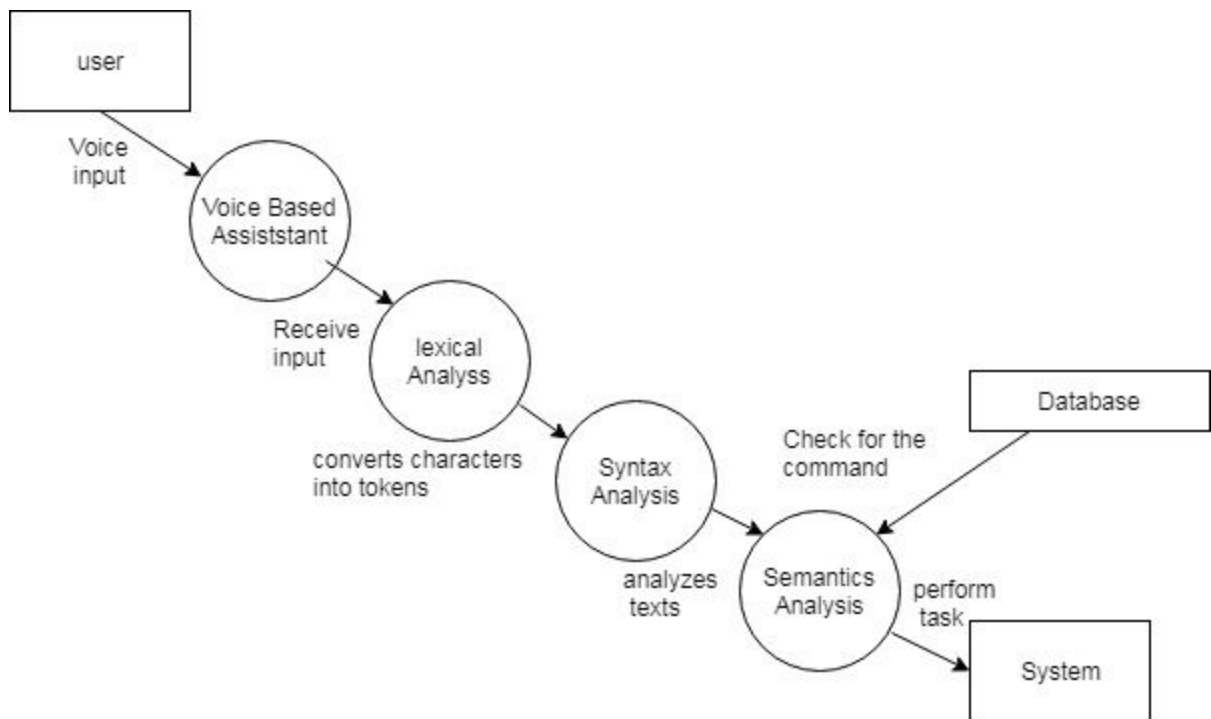 user
Voice
input
Voice Based
Assiststant
Receive
input
lexical
Analyss
converts characters
into tokens
Syntax
Analysis
analyzes
texts
Database
Check for the
command
Semantics
Analysis
perform
task
System